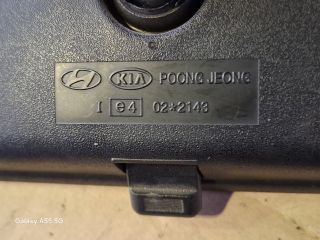 KIA POONG JEONG
I e4 02*2143
Galaxy A55 5G